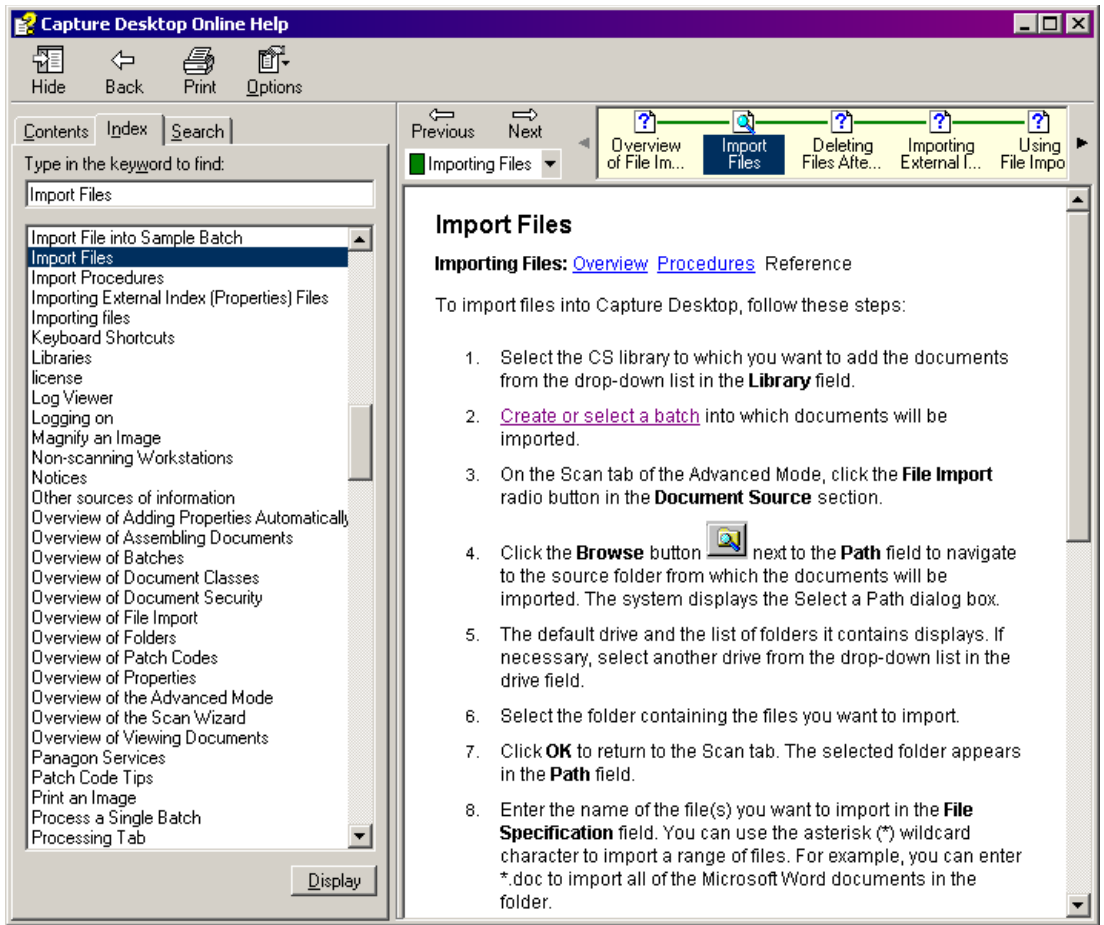 Capture Desktop Online Help
Hide Back Print Options
Contents Index Search
Type in the keyword to find:
Import Files
Import File into Sample Batch
Import Files
Import Procedures
Importing External Index (Properties) Files
Importing files
Keyboard Shortcuts
Libraries
license
Log Viewer
Logging on
Magnify an Image
Non-scanning Workstations
Notices
Other sources of information
Overview of Adding Properties Automatically
Overview of Assembling Documents
Overview of Batches
Overview of Document Classes
Overview of Document Security
Overview of File Import
Overview of Folders
Overview of Patch Codes
Overview of Properties
Overview of the Advanced Mode
Overview of the Scan Wizard
Overview of Viewing Documents
Panagon Services
Patch Code Tips
Print an Image
Process a Single Batch
Processing Tab
Display
Previous Next
Importing Files
Overview
of File Im...
Import
Files
Deleting
Files Afte...
Importing
External I...
Using
File Impo
Import Files
Importing Files: Overview Procedures Reference
To import files into Capture Desktop, follow these steps:
1. Select the CS library to which you want to add the documents
from the drop-down list in the Library field.
2. Create or select a batch into which documents will be
imported.
3. On the Scan tab of the Advanced Mode, click the File Import
radio button in the Document Source section.
4. Click the Browse button next to the Path field to navigate
to the source folder from which the documents will be
imported. The system displays the Select a Path dialog box.
5. The default drive and the list of folders it contains displays. If
necessary, select another drive from the drop-down list in the
drive field.
6. Select the folder containing the files you want to import.
7. Click OK to return to the Scan tab. The selected folder appears
in the Path field.
8. Enter the name of the file(s) you want to import in the File
Specification field. You can use the asterisk (*) wildcard
character to import a range of files. For example, you can enter
*.doc to import all of the Microsoft Word documents in the
folder.